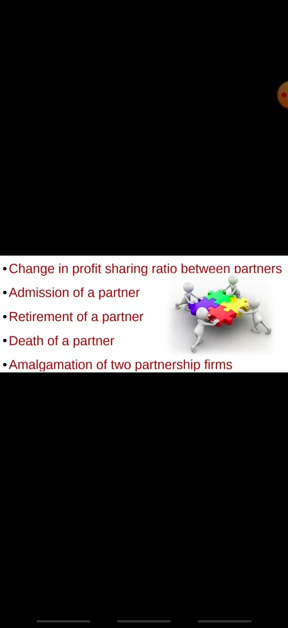 •Change in profit sharing ratio between partners
•Admission of a partner
•Retirement of a partner
•Death of a partner
•Amalgamation of two partnership firms